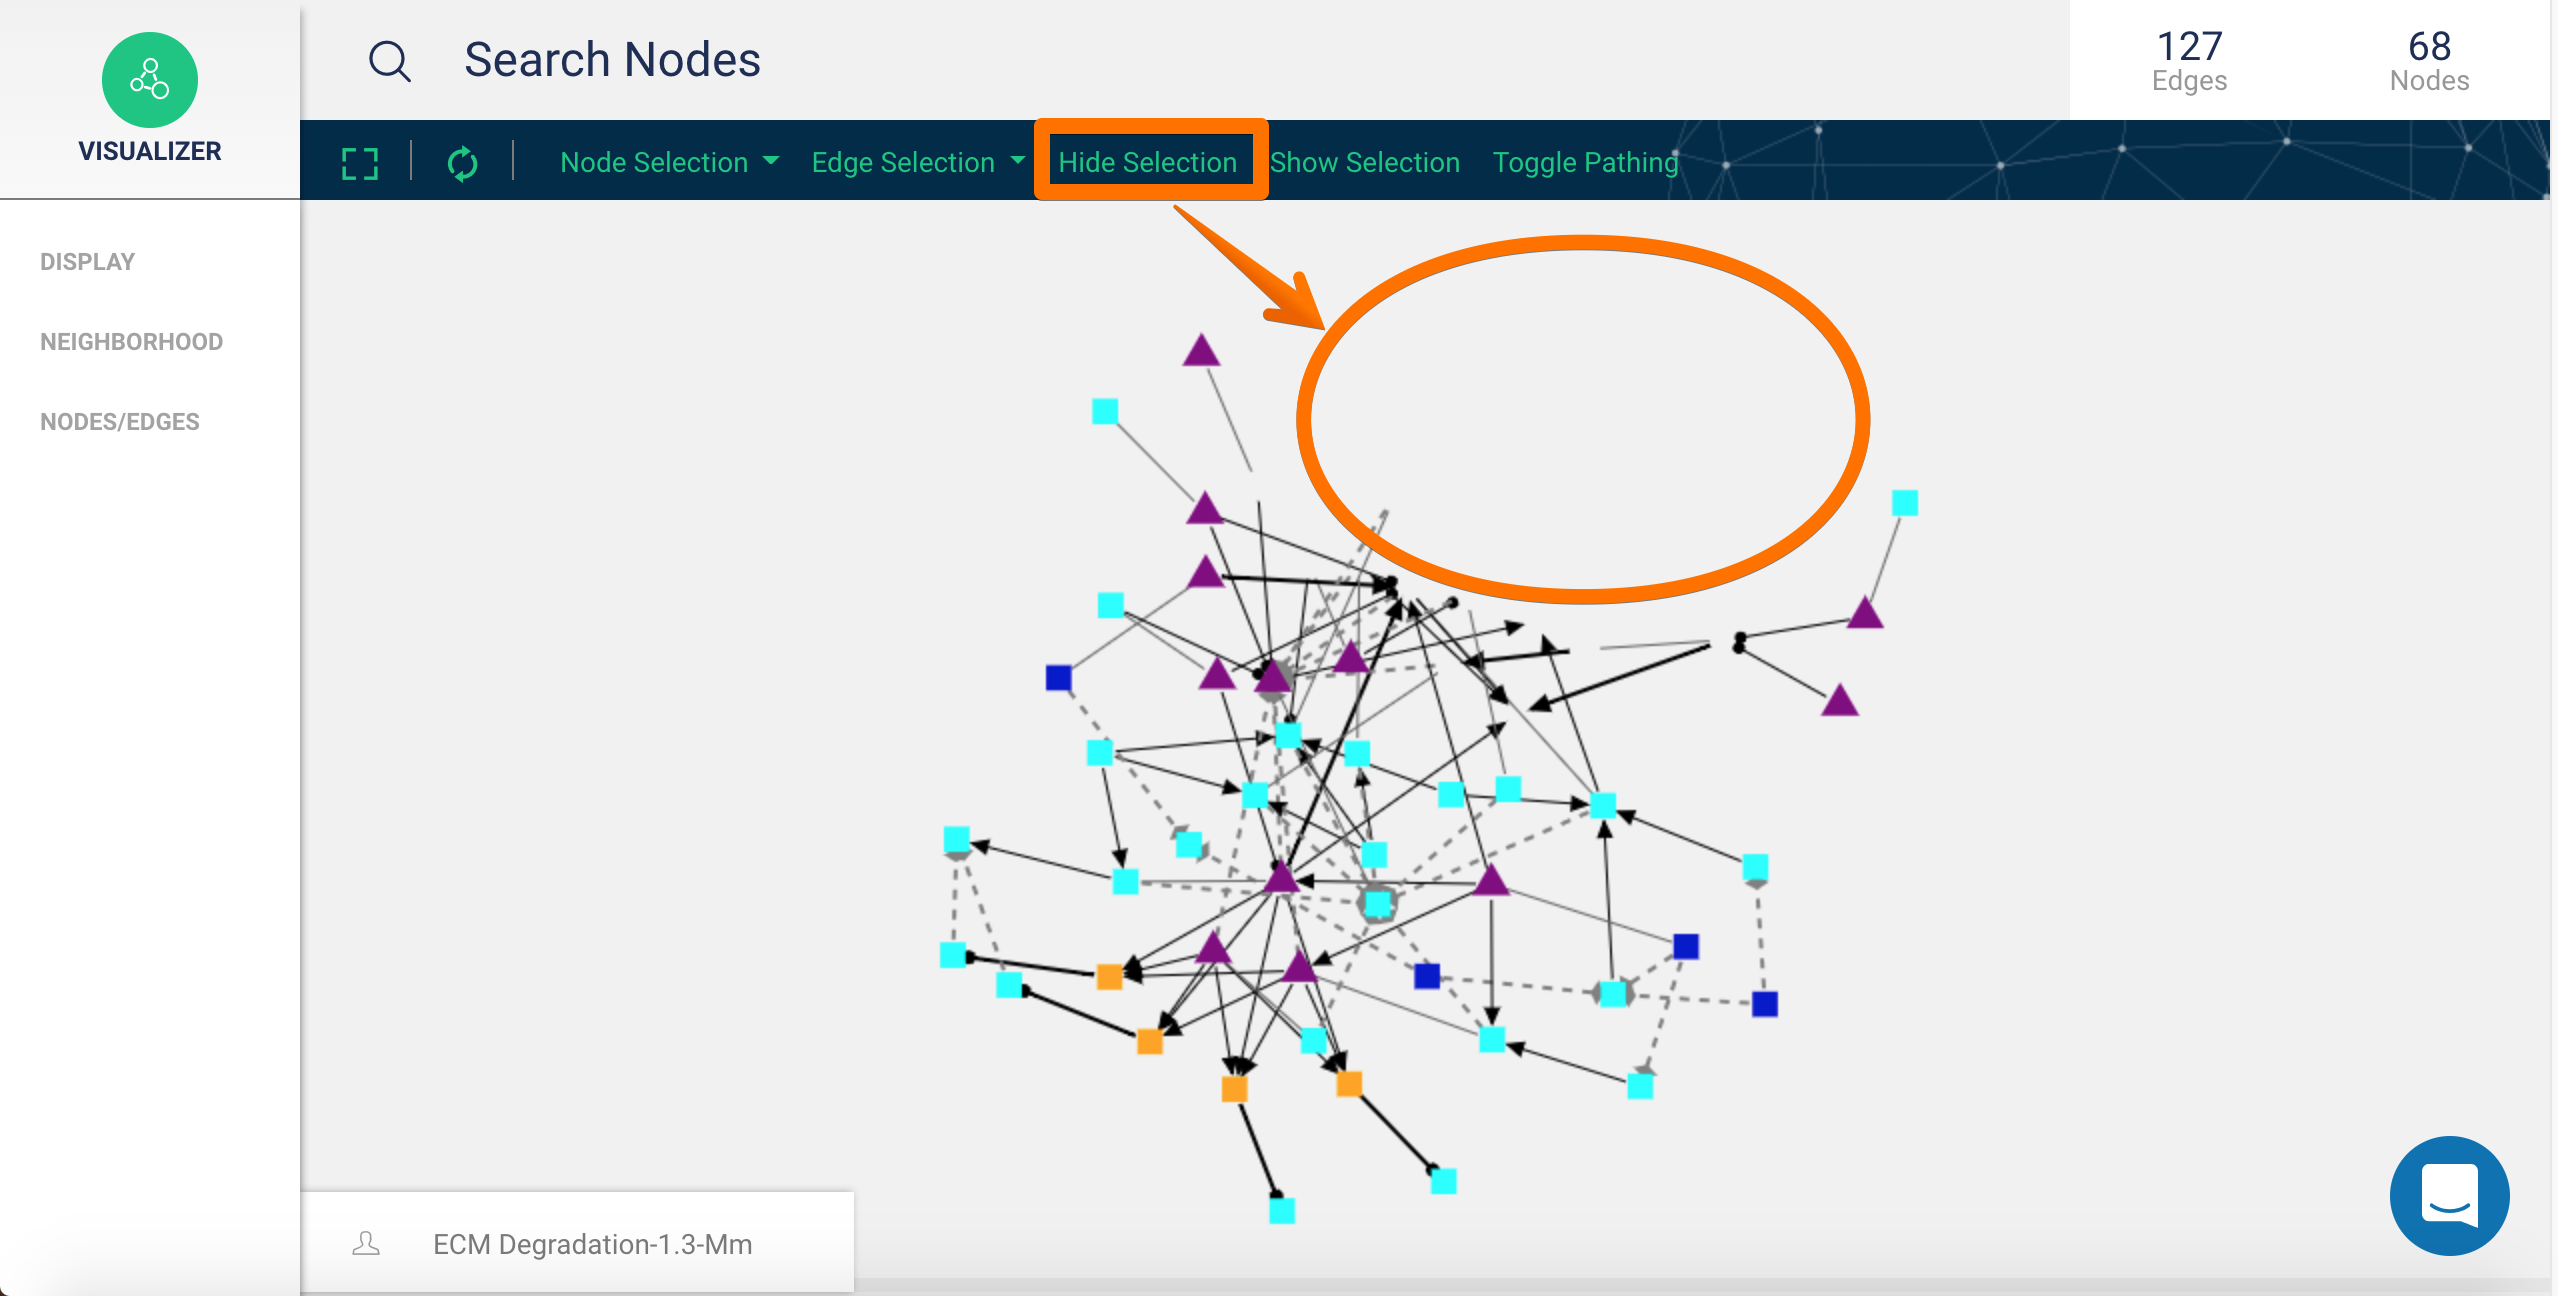 VISUALIZER
Search Nodes
127
Edges
68
Nodes
Node Selection
Edge Selection
Hide Selection
Show Selection
Toggle Pathing
DISPLAY
NEIGHBORHOOD
NODES/EDGES
ECM Degradation-1.3-Mm